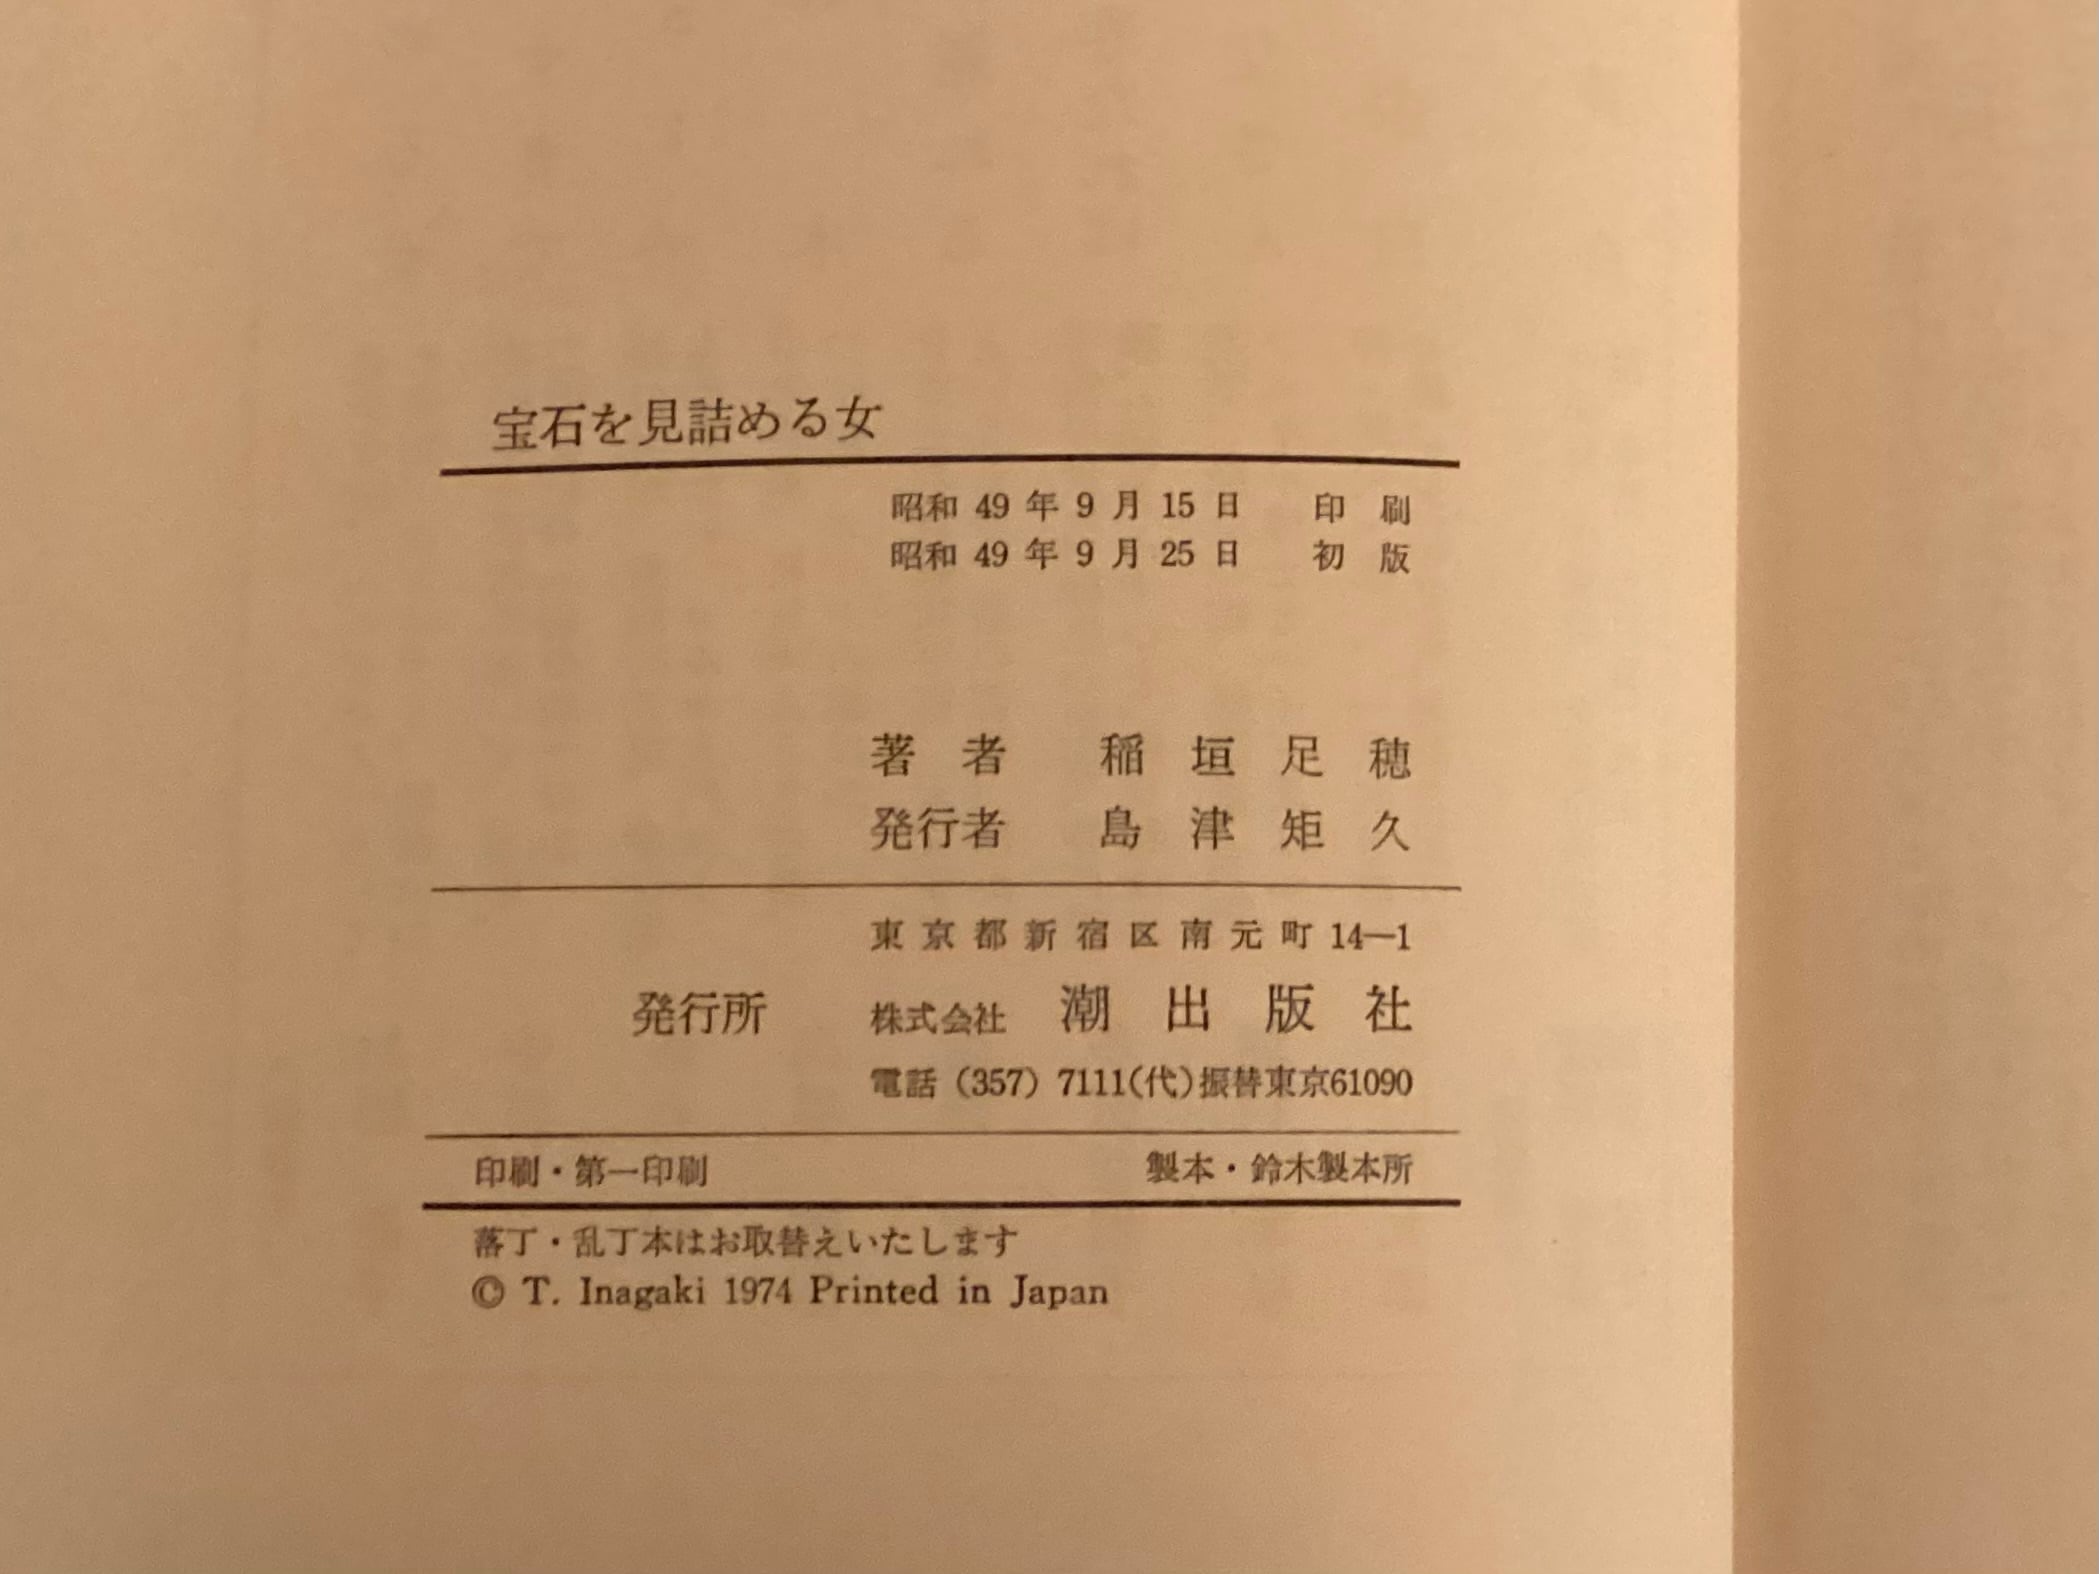 宝石を見詰める女
昭和 49 年 9 月 15 日 印 刷
昭和 49 年 9 月 25 日 初 版
著 者 稲 垣 足 穂
発行者 島 津 矩 久
東 京 都 新 宿 区 南 元 町 14—1
発行所 株式会社 潮 出 版 社
電話 (357) 7111(代)振替東京61090
印刷・第一印刷 製本・鈴木製本所
落丁・乱丁本はお取替えいたします
© T. Inagaki 1974 Printed in Japan